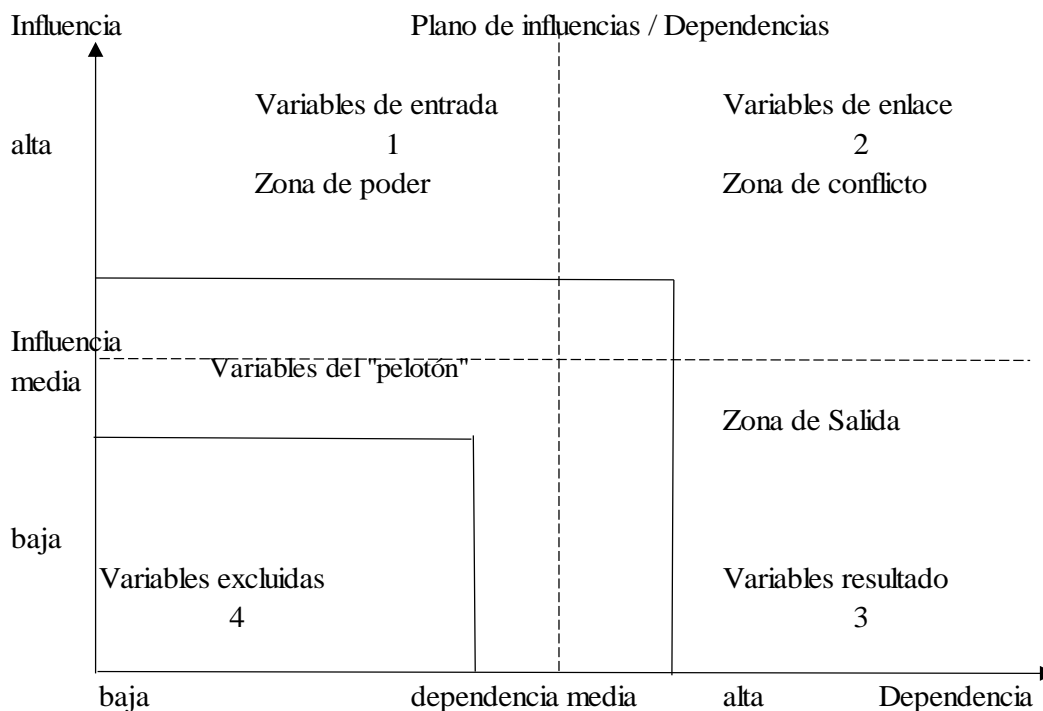 Influencia
Plano de influencias / Dependencias
Variables de entrada
Variables de enlace
alta
1
2
Zona de poder
Zona de conflicto
Influencia
media
Variables del "pelotón"
Zona de Salida
baja
Variables excluidas
Variables resultado
4
3
baja
dependencia media
alta
Dependencia